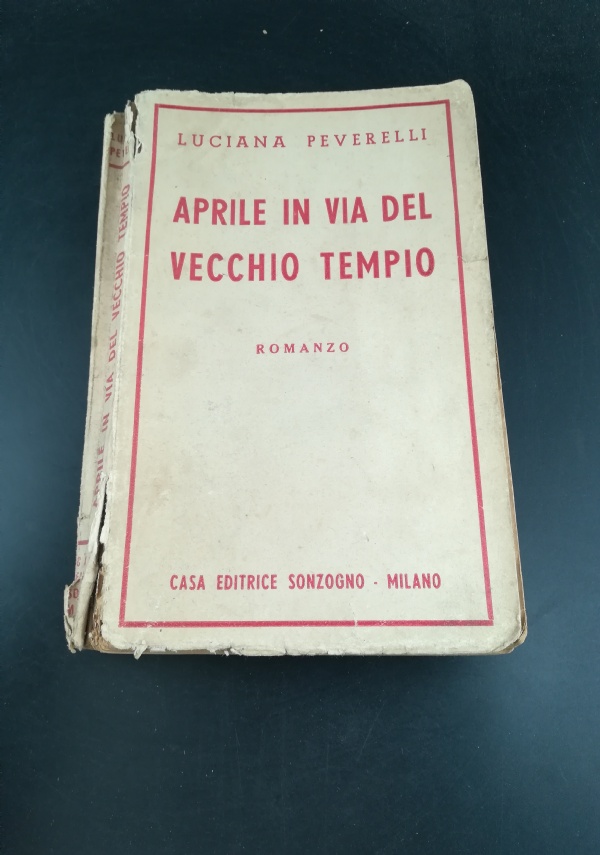 LUCIANA PEVERELLI
APRILE IN VIA DEL
VECCHIO TEMPIO
ROMANZO
CASA EDITRICE SONZOGNO - MILANO
APRILE IN VIA DEL VECCHIO TEMPIO